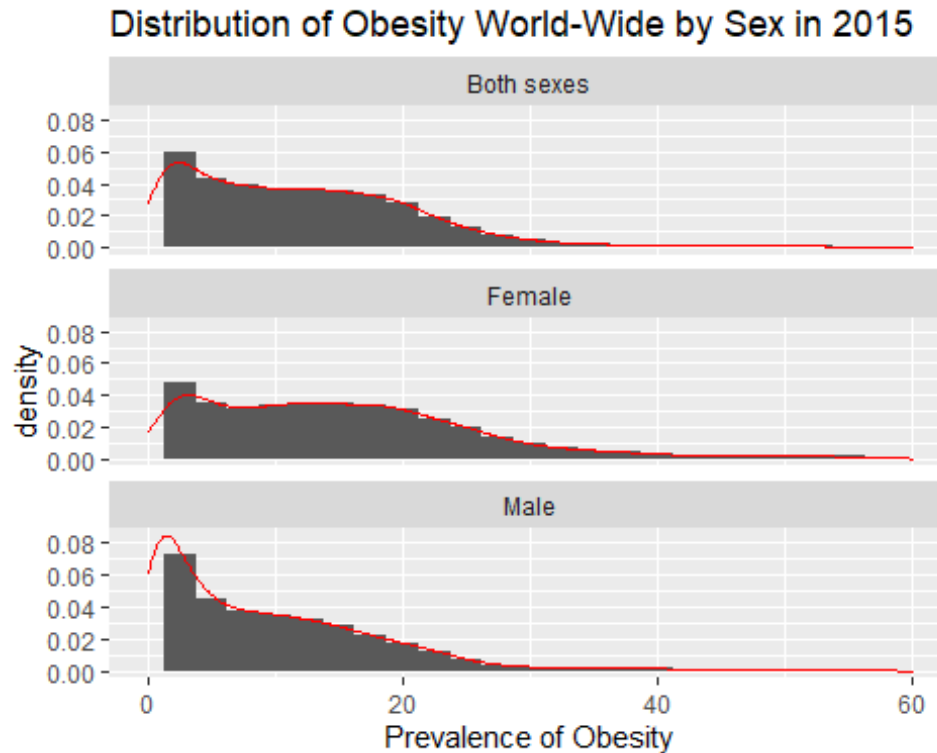 Distribution of Obesity World-Wide by Sex in 2015
Both sexes
0.08
0.06
0.04
0.02
0.00
Female
0.08
0.06
0.04
0.02
0.00
density
Male
0.08
0.06
0.04
0.02
0.00
0 20 40 60
Prevalence of Obesity